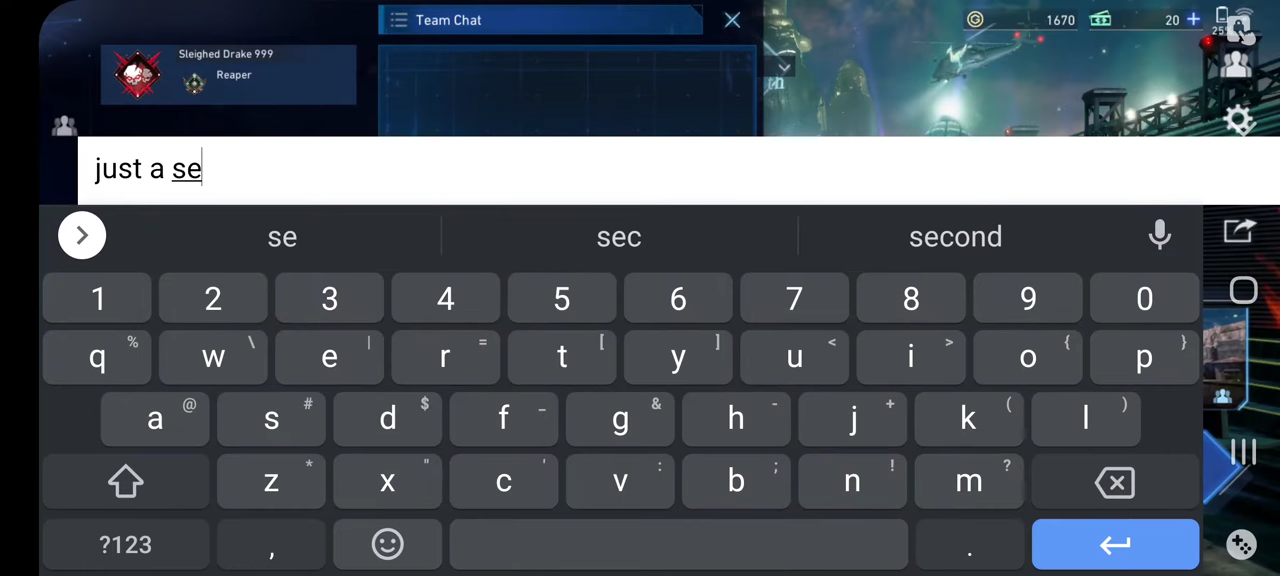 Team Chat
1670
20
Sleighed Drake 999
Reaper
just a se
se sec second
1 2 3 4 5 6 7 8 9 0
q % w \ e | r = t [ y ] u < i > o { p }
a @ s # d $ f _ g & h - j + k ( l )
z * x " c ' v : b ; n ! m ?
?123 , .